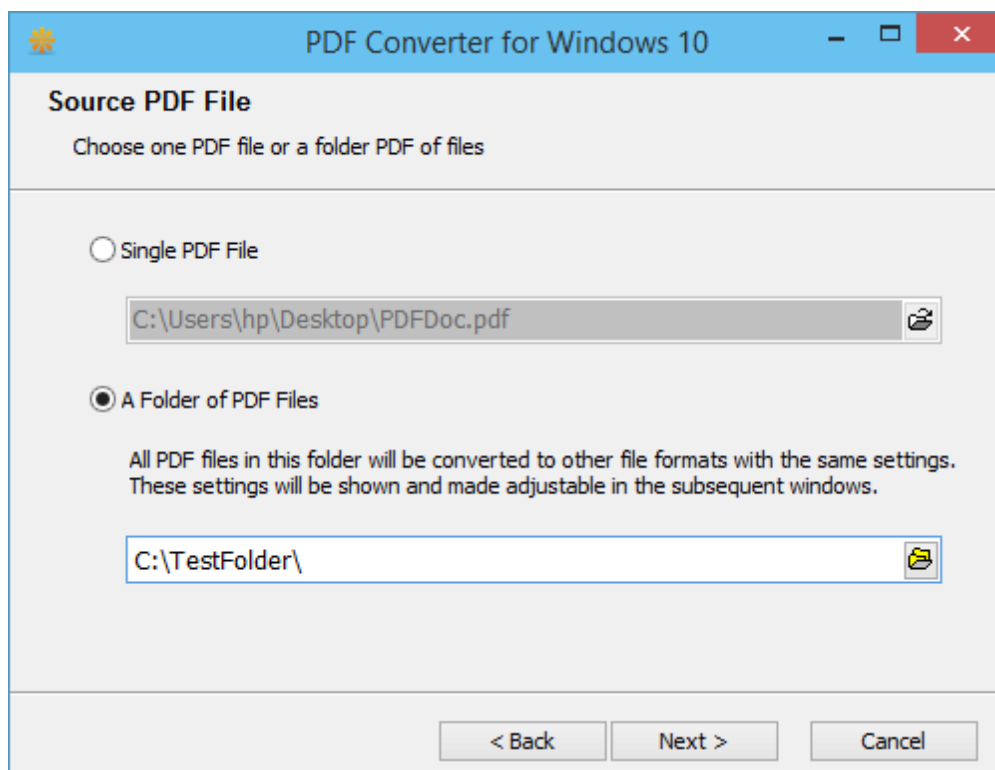 PDF Converter for Windows 10
Source PDF File
Choose one PDF file or a folder PDF of files
Single PDF File
C:\Users\hp\Desktop\PDFDoc.pdf
A Folder of PDF Files
All PDF files in this folder will be converted to other file formats with the same settings.
These settings will be shown and made adjustable in the subsequent windows.
C:\TestFolder\
< Back Next > Cancel